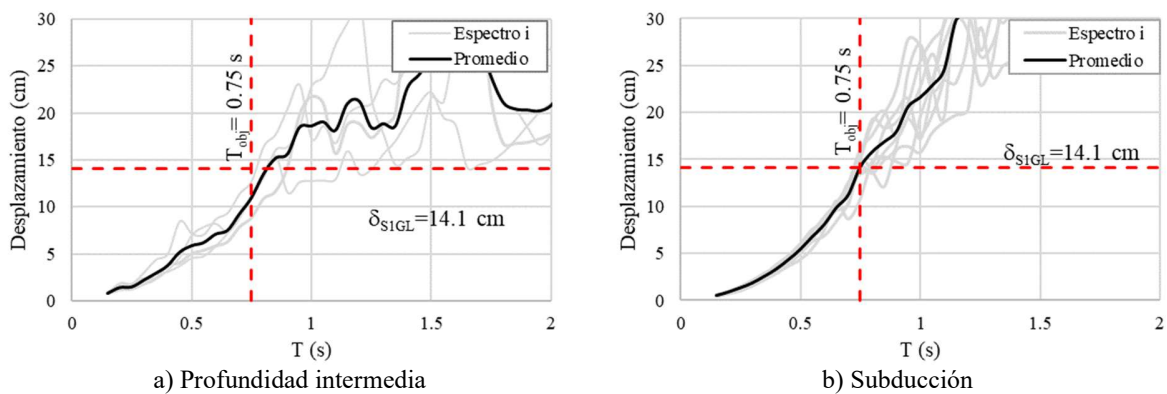 30
25
20
15
10
5
0
Desplazamiento (cm)
Espectro i
Promedio
T_obj= 0.75 s
δ_S1GL=14.1 cm
0 0.5 1 1.5 2
T (s)
a) Profundidad intermedia
30
25
20
15
10
5
0
Desplazamiento (cm)
Espectro i
Promedio
T_obj= 0.75 s
δ_S1GL=14.1 cm
0 0.5 1 1.5 2
T (s)
b) Subducción